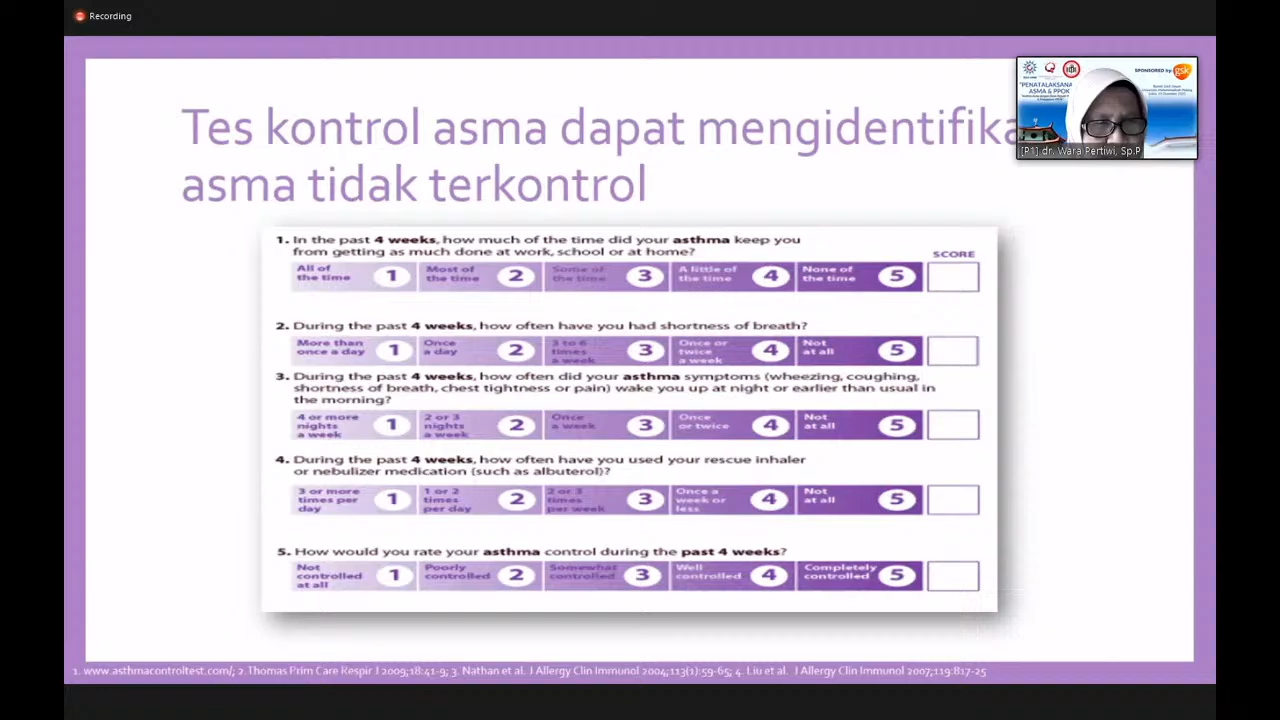 Recording
Tes kontrol asma dapat mengidentifika
asma tidak terkontrol
"PENATALAKSANA
ASMA & PPOK
SPONSORED by:
gsk
[P1] dr. Wara Pertiwi, Sp.P
1. In the past 4 weeks, how much of the time did your asthma keep you
from getting as much done at work, school or at home?
SCORE
All of
the time 1
Most of
the time 2
Some of
the time 3
A little of
the time 4
None of
the time 5
2. During the past 4 weeks, how often have you had shortness of breath?
More than
once a day 1
Once
a day 2
3 to 6
times
a week 3
Once or
twice
a week 4
Not
at all 5
3. During the past 4 weeks, how often did your asthma symptoms (wheezing, coughing,
shortness of breath, chest tightness or pain) wake you up at night or earlier than usual in
the morning?
4 or more
nights
a week 1
2 or 3
nights
a week 2
Once
a week 3
Once
or twice 4
Not
at all 5
4. During the past 4 weeks, how often have you used your rescue inhaler
or nebulizer medication (such as albuterol)?
3 or more
times per
day 1
1 or 2
times
per day 2
2 or 3
times
per week 3
Once a
week or
less 4
Not
at all 5
5. How would you rate your asthma control during the past 4 weeks?
Not
controlled
at all 1
Poorly
controlled 2
Somewhat
controlled 3
Well
controlled 4
Completely
controlled 5
1. www.asthmacontroltest.com/; 2.Thomas Prim Care Respir J 2009;18:41-9; 3. Nathan et al. J Allergy Clin Immunol 2004;113(1):59-65; 4. Liu et al. J Allergy Clin Immunol 2007;119:817-25